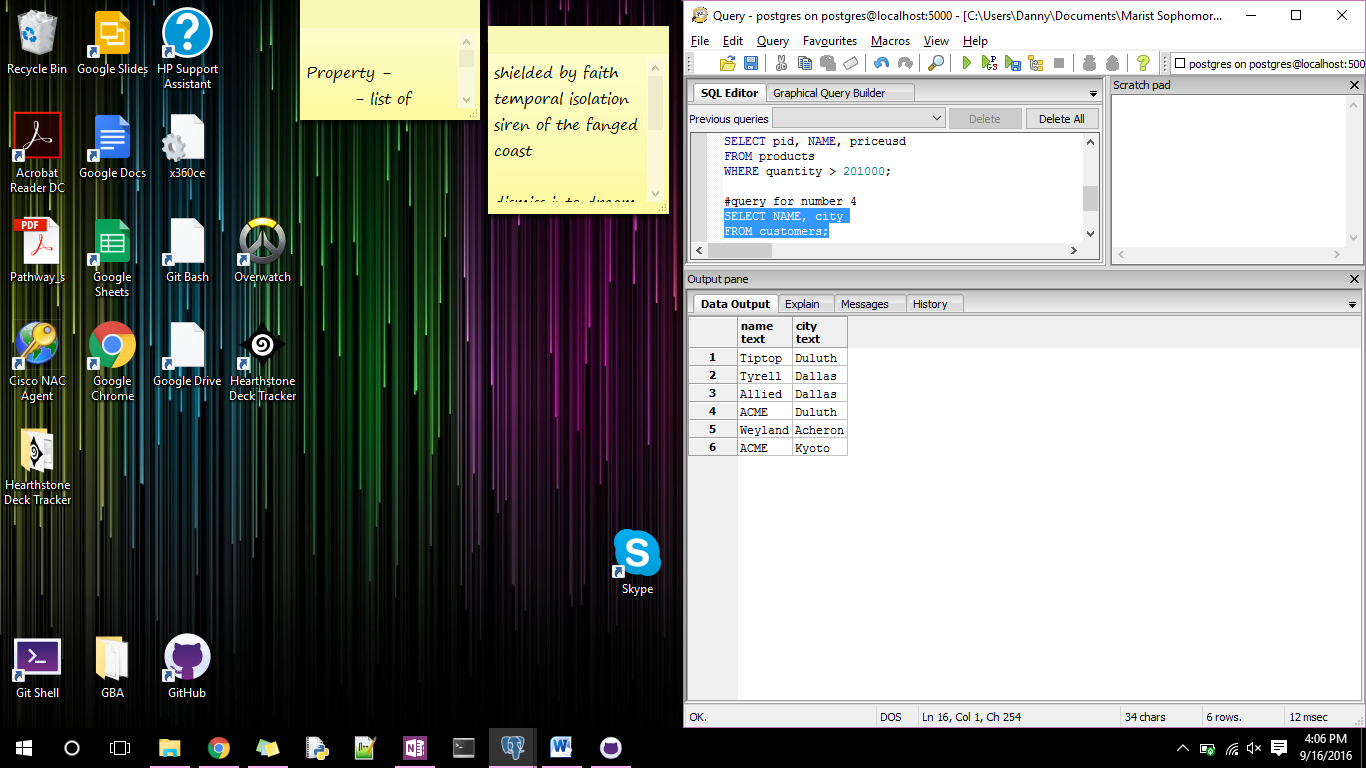 Recycle Bin
Google Slides
HP Support
Assistant
Acrobat
Reader DC
Google Docs
x360ce
PDF
Pathway_s
Google
Sheets
Git Bash
Overwatch
Cisco NAC
Agent
Google
Chrome
Google Drive
Hearthstone
Deck Tracker
Hearthstone
Deck Tracker
Skype
Git Shell
GBA
GitHub
Property -
- list of
shielded by faith
temporal isolation
siren of the fanged
coast
Query - postgres on postgres@localhost:5000 - [C:\Users\Danny\Documents\Marist Sophomor...
File Edit Query Favourites Macros View Help
postgres on postgres@localhost:500
SQL Editor Graphical Query Builder
Previous queries Delete Delete All
SELECT pid, NAME, priceusd
FROM products
WHERE quantity > 201000;
#query for number 4
SELECT NAME, city
FROM customers;
Scratch pad
Output pane
Data Output Explain Messages History
name city
text text
1 Tiptop Duluth
2 Tyrell Dallas
3 Allied Dallas
4 ACME Duluth
5 Weyland Acheron
6 ACME Kyoto
OK. DOS Ln 16, Col 1, Ch 254 34 chars 6 rows. 12 msec
4:06 PM
9/16/2016